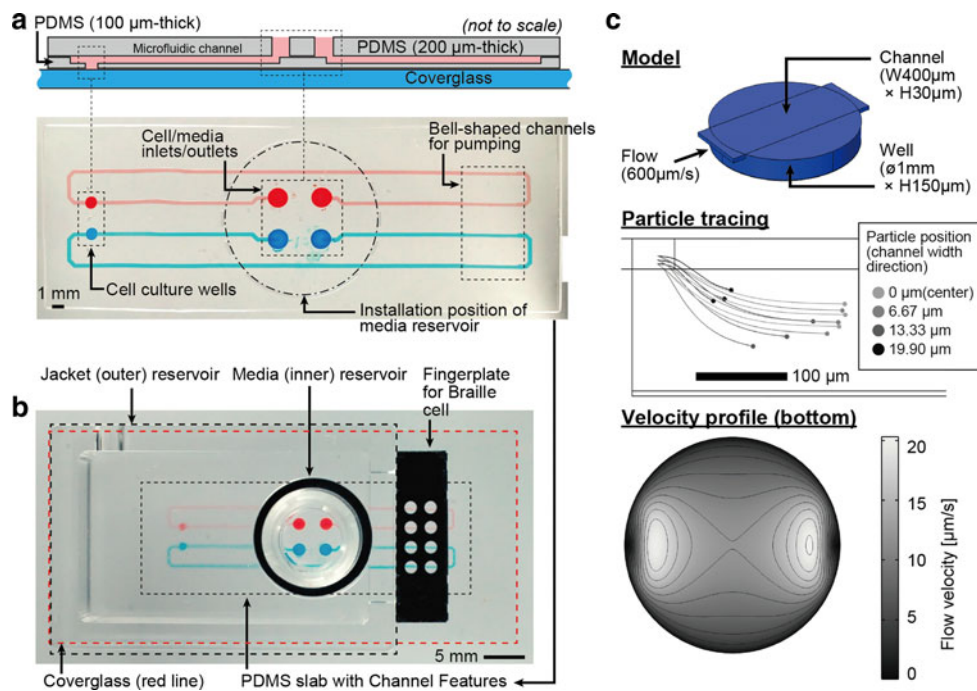 a
PDMS (100 µm-thick)
(not to scale)
Microfluidic channel
PDMS (200 µm-thick)
Coverglass
Cell/media
inlets/outlets
Bell-shaped channels
for pumping
1 mm
Cell culture wells
Installation position of
media reservoir
b
Jacket (outer) reservoir
Media (inner) reservoir
Fingerplate
for Braille
cell
5 mm
Coverglass (red line)
PDMS slab with Channel Features
c
Model
Channel
(W400µm
× H30µm)
Flow
(600µm/s)
Well
(ø1mm
× H150µm)
Particle tracing
Particle position
(channel width
direction)
0 µm(center)
6.67 µm
13.33 µm
19.90 µm
100 µm
Velocity profile (bottom)
20
15
10
5
0
Flow velocity [µm/s]